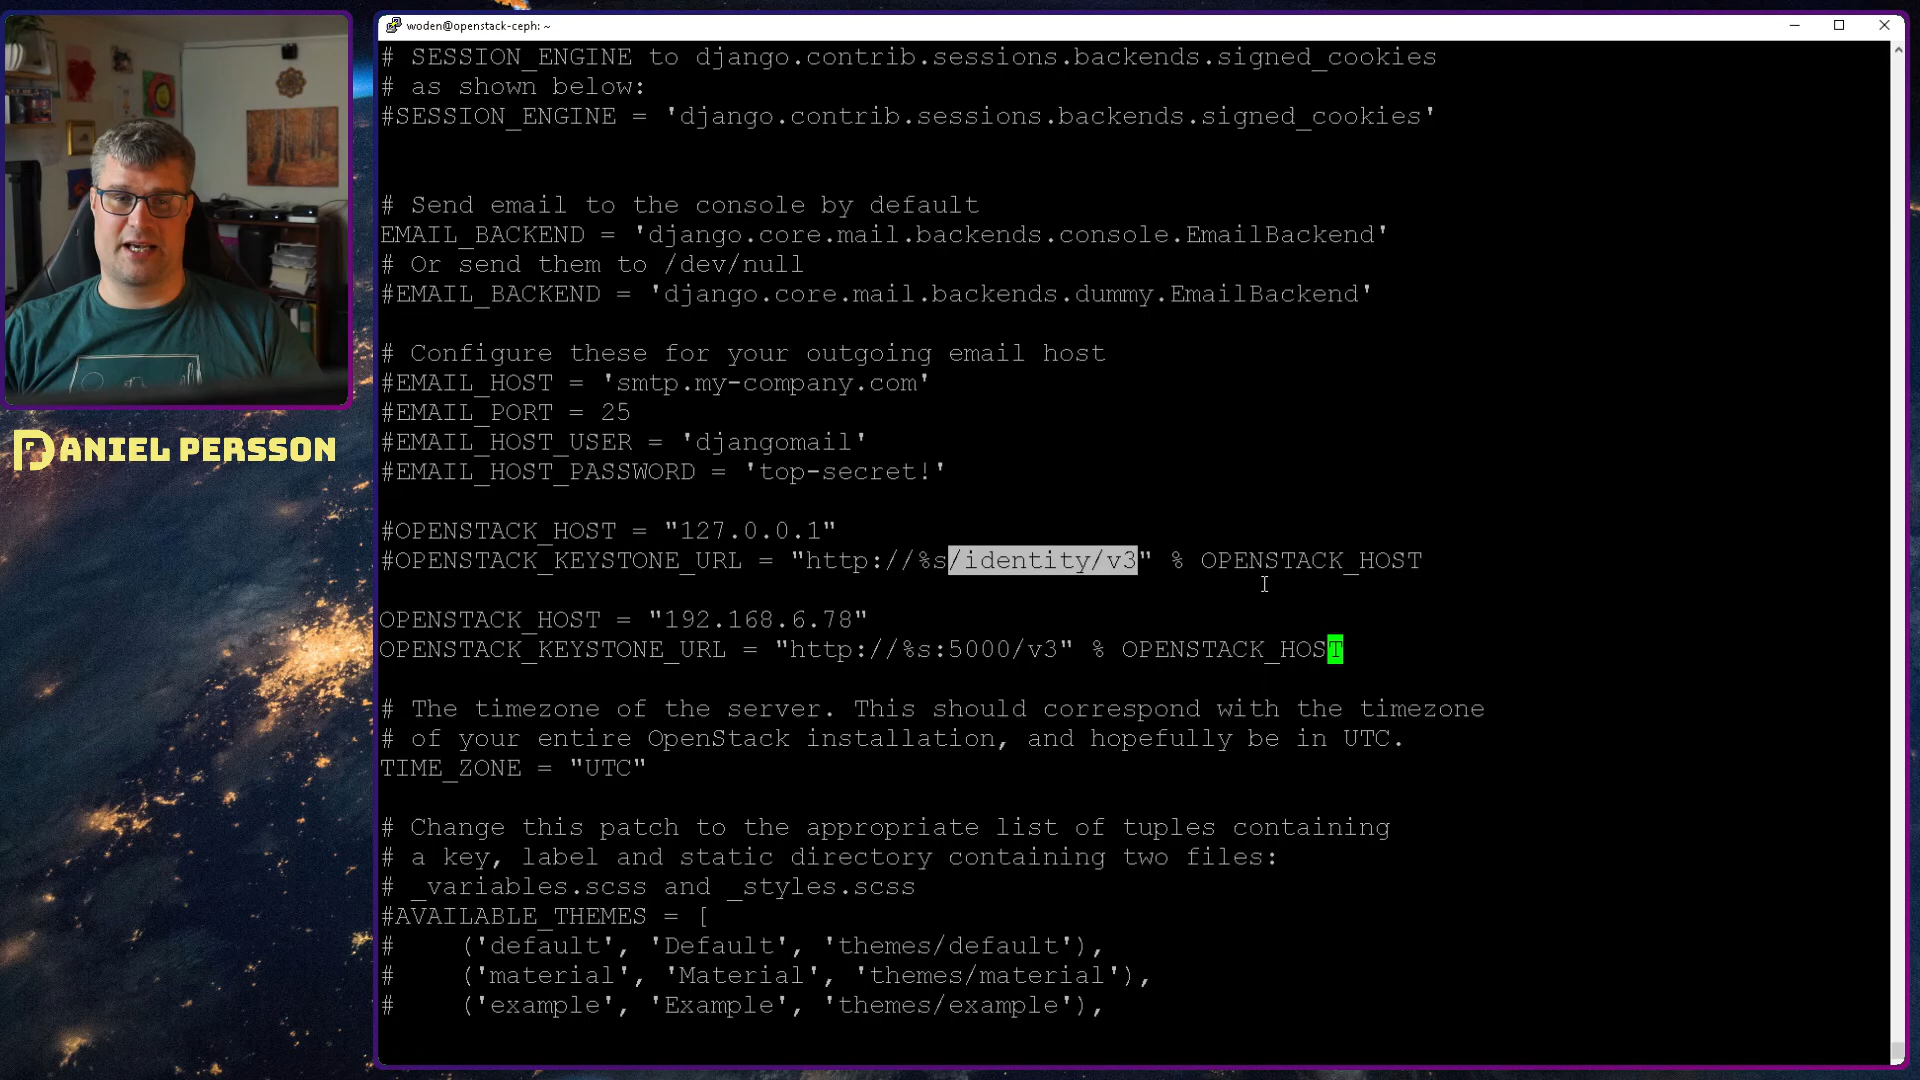 woden@openstack-ceph: ~
# SESSION_ENGINE to django.contrib.sessions.backends.signed_cookies
# as shown below:
#SESSION_ENGINE = 'django.contrib.sessions.backends.signed_cookies'
# Send email to the console by default
EMAIL_BACKEND = 'django.core.mail.backends.console.EmailBackend'
# Or send them to /dev/null
#EMAIL_BACKEND = 'django.core.mail.backends.dummy.EmailBackend'
# Configure these for your outgoing email host
#EMAIL_HOST = 'smtp.my-company.com'
#EMAIL_PORT = 25
#EMAIL_HOST_USER = 'djangomail'
#EMAIL_HOST_PASSWORD = 'top-secret!'
#OPENSTACK_HOST = "127.0.0.1"
#OPENSTACK_KEYSTONE_URL = "http://%s/identity/v3" % OPENSTACK_HOST
OPENSTACK_HOST = "192.168.6.78"
OPENSTACK_KEYSTONE_URL = "http://%s:5000/v3" % OPENSTACK_HOST
# The timezone of the server. This should correspond with the timezone
# of your entire OpenStack installation, and hopefully be in UTC.
TIME_ZONE = "UTC"
# Change this patch to the appropriate list of tuples containing
# a key, label and static directory containing two files:
# _variables.scss and _styles.scss
#AVAILABLE_THEMES = [
#    ('default', 'Default', 'themes/default'),
#    ('material', 'Material', 'themes/material'),
#    ('example', 'Example', 'themes/example'),
DANIEL PERSSON